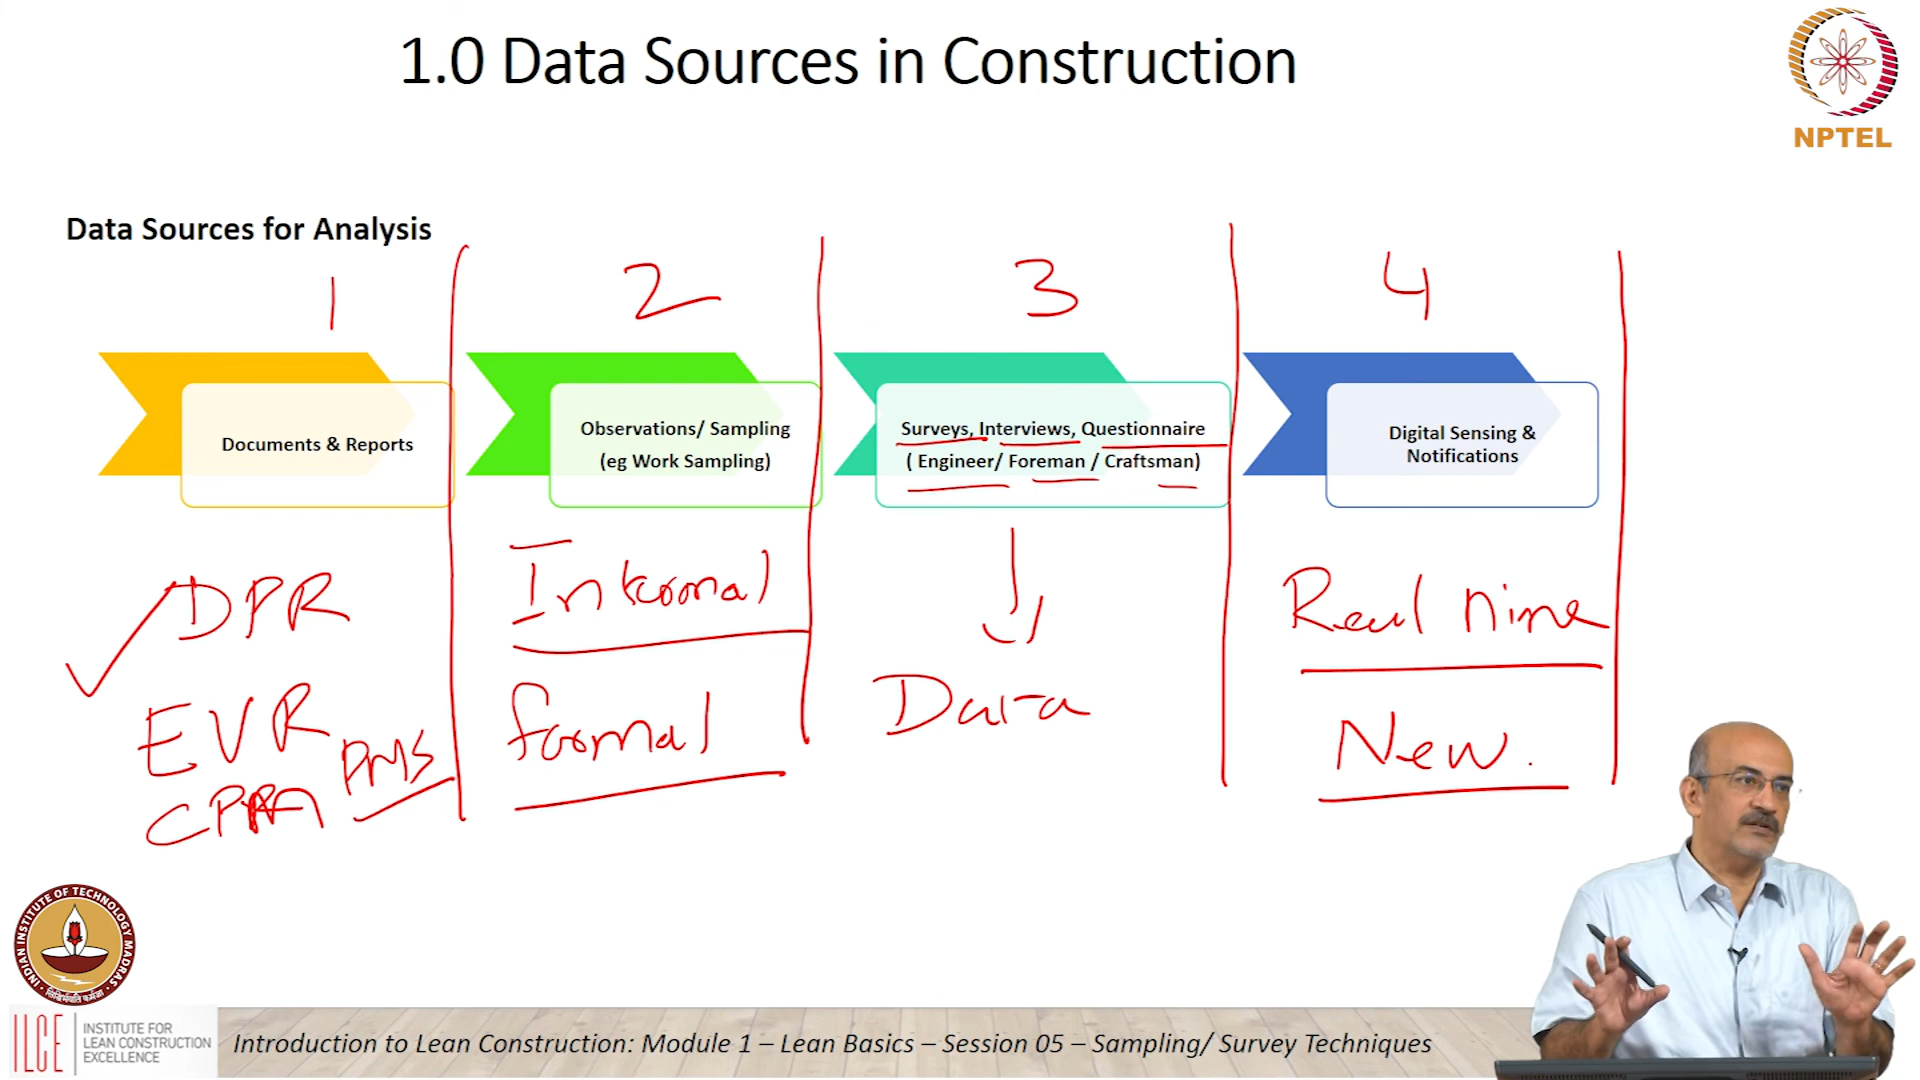 1.0 Data Sources in Construction
NPTEL
Data Sources for Analysis
1
2
3
4
Documents & Reports
Observations/ Sampling
(eg Work Sampling)
Surveys, Interviews, Questionnaire
( Engineer/ Foreman / Craftsman)
Digital Sensing &
Notifications
DPR
EVR
PMS
Formal
Data
Real Time
New.
INDIAN INSTITUTE OF TECHNOLOGY MADRAS
सिद्धिर्भवति कर्मजा
ILCE
INSTITUTE FOR
LEAN CONSTRUCTION
EXCELLENCE
Introduction to Lean Construction: Module 1 – Lean Basics – Session 05 – Sampling/ Survey Techniques